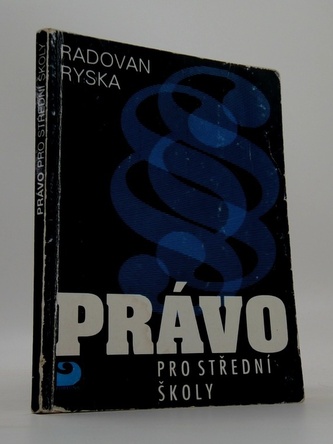 RADOVAN
RYSKA
PRÁVO
PRO STŘEDNÍ
ŠKOLY
PRÁVO PRO STŘEDNÍ ŠKOLY